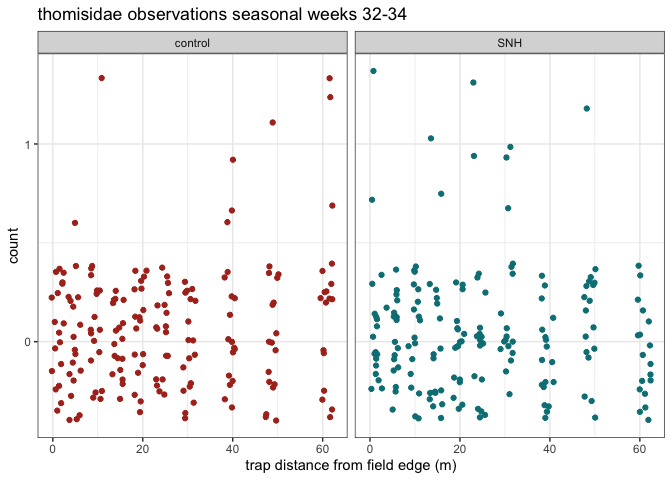 thomisidae observations seasonal weeks 32-34
control
SNH
count
1
0
0
20
40
60
0
20
40
60
trap distance from field edge (m)